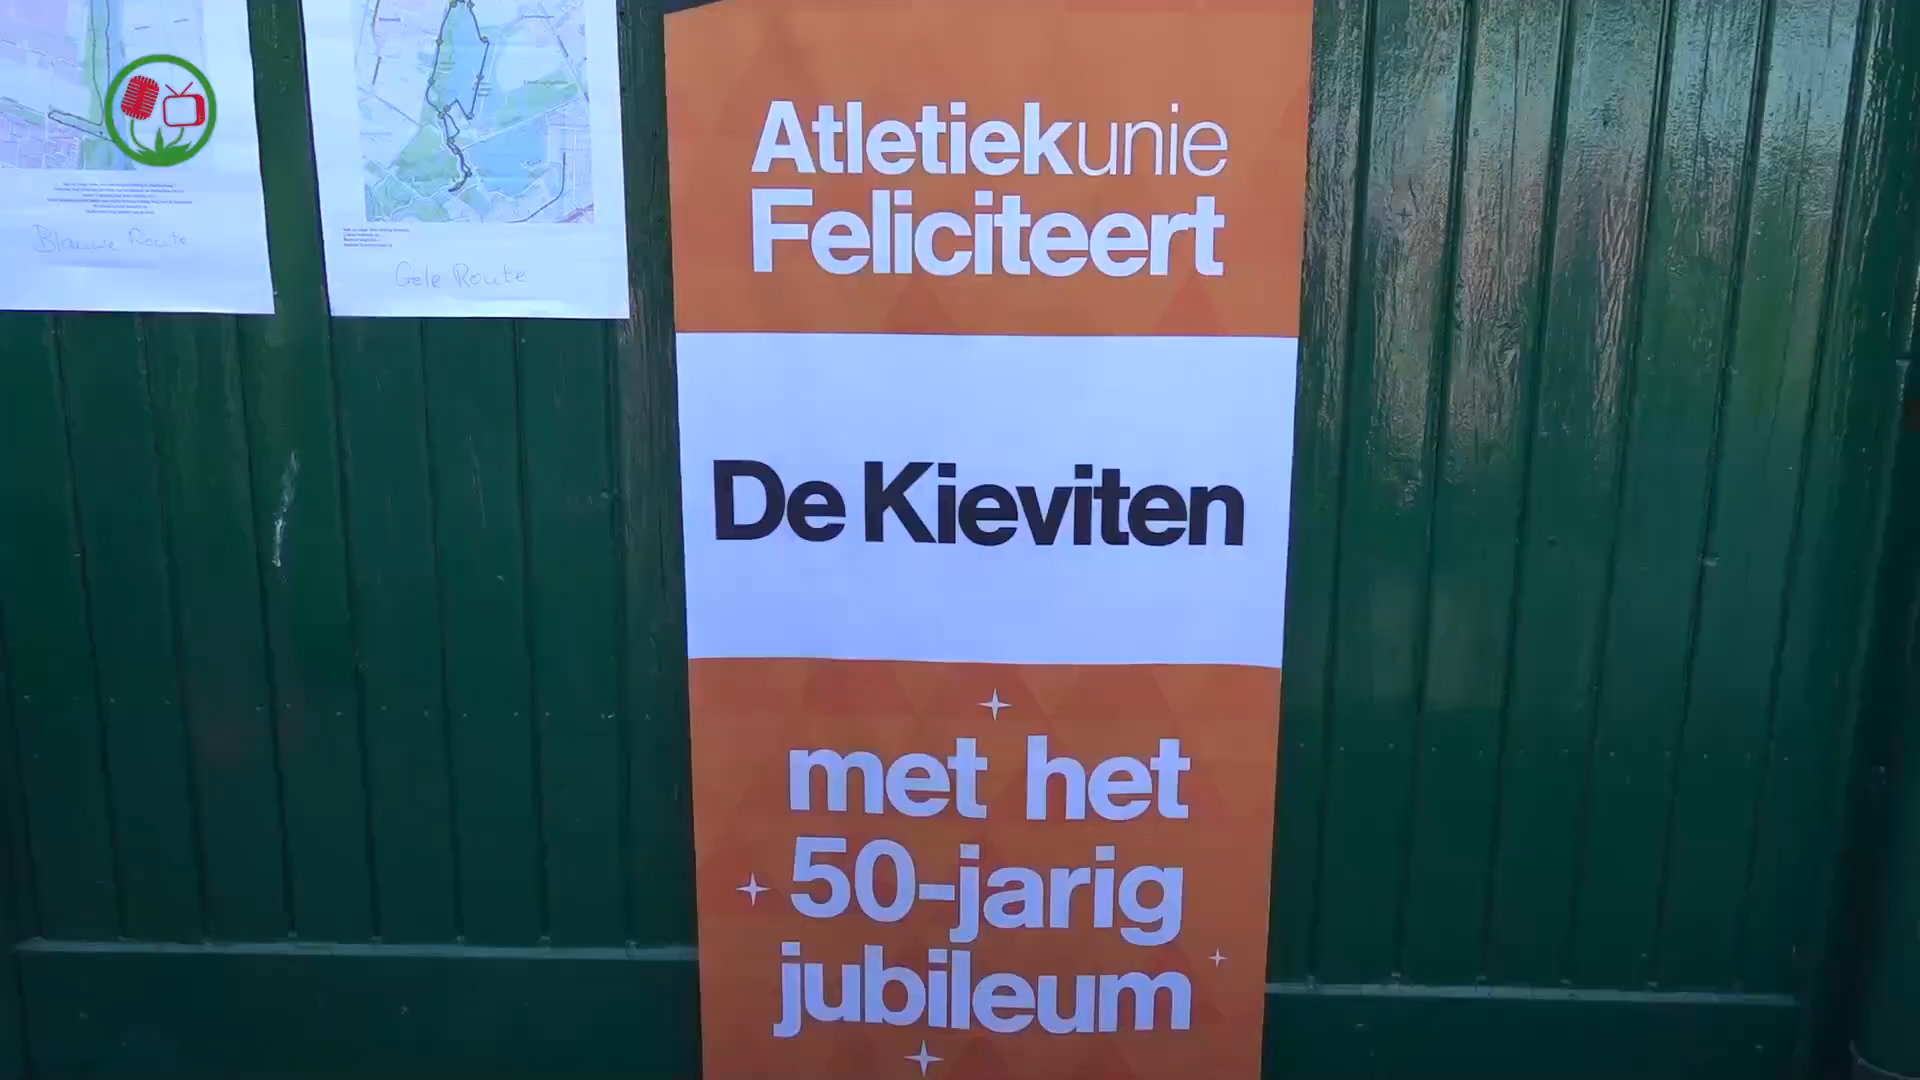 Atletiekunie
Feliciteert
De Kieviten
met het
50-jarig
jubileum
Blauwe Route
Gele Route